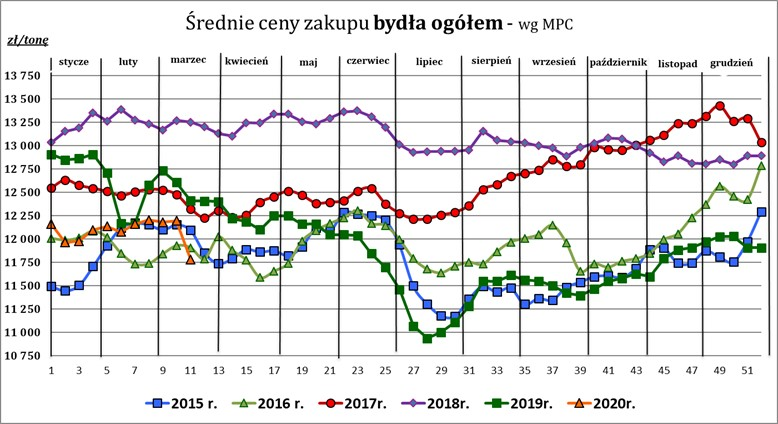 Średnie ceny zakupu bydła ogółem - wg MPC
zł/tonę
stycze luty marzec kwiecień maj czerwiec lipiec sierpień wrzesień październik listopad grudzień
13 750
13 500
13 250
13 000
12 750
12 500
12 250
12 000
11 750
11 500
11 250
11 000
10 750
1 3 5 7 9 11 13 15 17 19 21 23 25 27 29 31 33 35 37 39 41 43 45 47 49 51
2015 r. 2016 r. 2017r. 2018r. 2019r. 2020r.